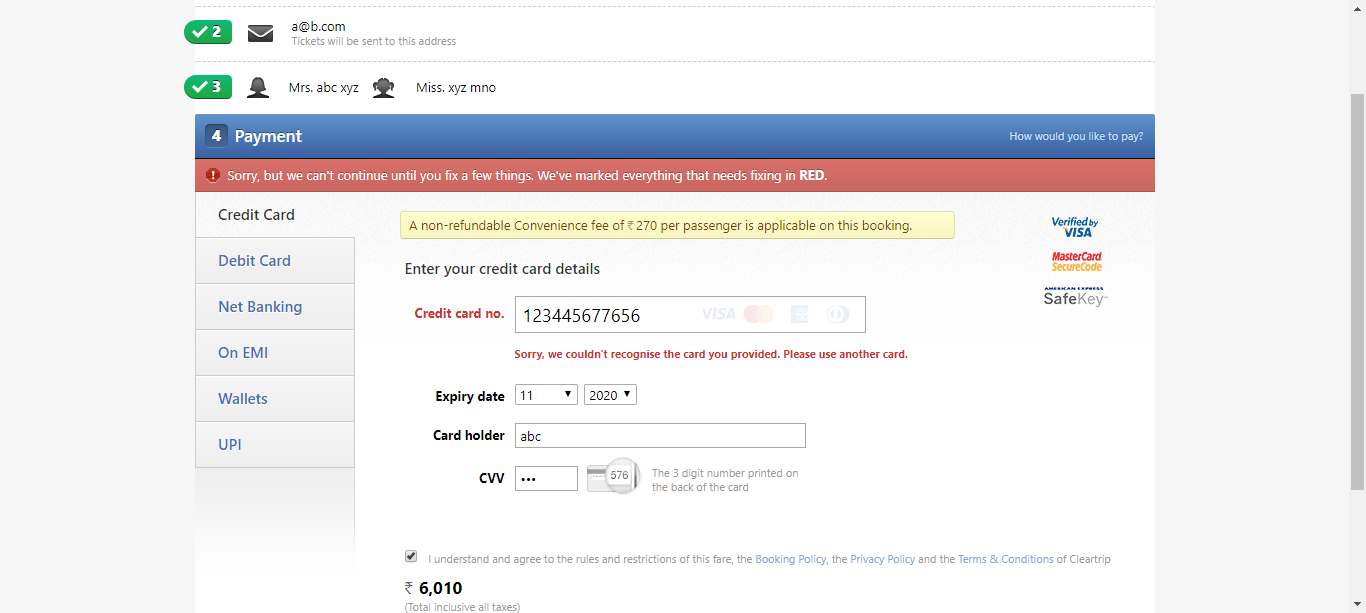 2
a@b.com
Tickets will be sent to this address
3 Mrs. abc xyz Miss. xyz mno
4 Payment How would you like to pay?
! Sorry, but we can't continue until you fix a few things. We've marked everything that needs fixing in RED.
Credit Card
Debit Card
Net Banking
On EMI
Wallets
UPI
A non-refundable Convenience fee of ₹ 270 per passenger is applicable on this booking.
Verified by
VISA
MasterCard
SecureCode
AMERICAN EXPRESS
SafeKey
Enter your credit card details
Credit card no. 123445677656 VISA
Sorry, we couldn't recognise the card you provided. Please use another card.
Expiry date 11 2020
Card holder abc
CVV ••• 576 The 3 digit number printed on
the back of the card
I understand and agree to the rules and restrictions of this fare, the Booking Policy, the Privacy Policy and the Terms & Conditions of Cleartrip
₹ 6,010
(Total inclusive all taxes)